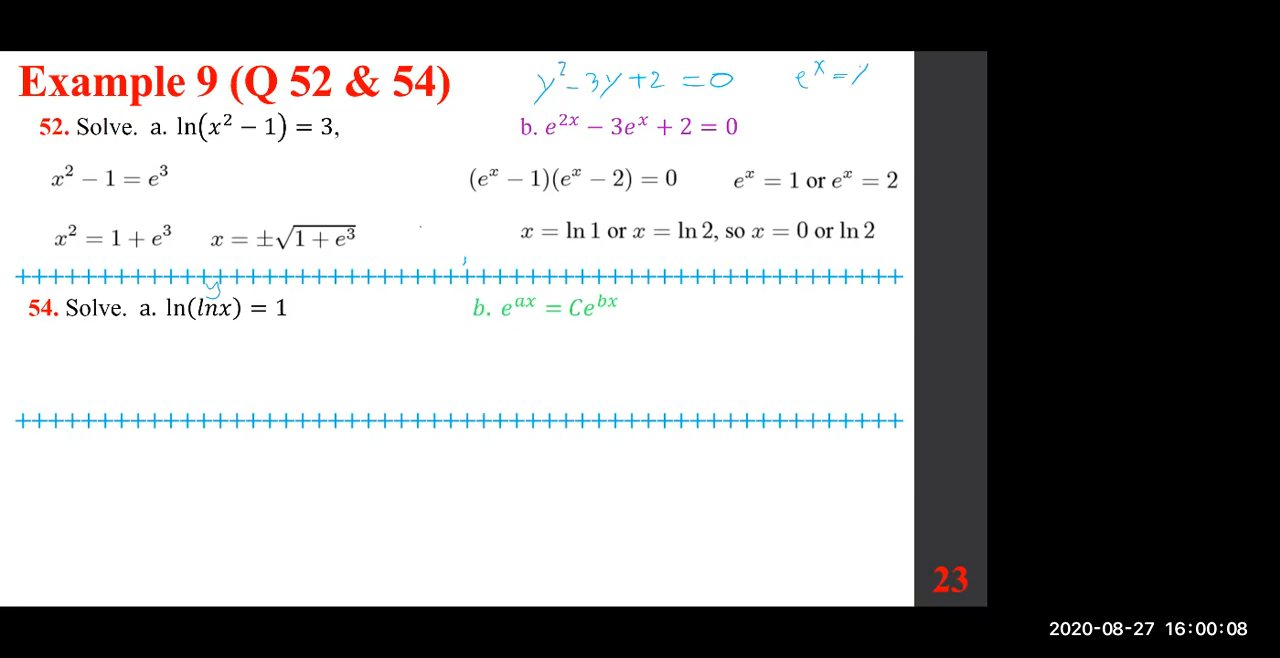 Example 9 (Q 52 & 54) y² - 3y + 2 = 0 eˣ = y
52. Solve. a. ln(x² − 1) = 3, b. e²ˣ − 3eˣ + 2 = 0
x² − 1 = e³ (eˣ − 1)(eˣ − 2) = 0 eˣ = 1 or eˣ = 2
x² = 1 + e³ x = ±√(1 + e³) x = ln 1 or x = ln 2, so x = 0 or ln 2
y
54. Solve. a. ln(lnx) = 1 b. eᵃˣ = Ceᵇˣ
23
2020-08-27 16:00:08